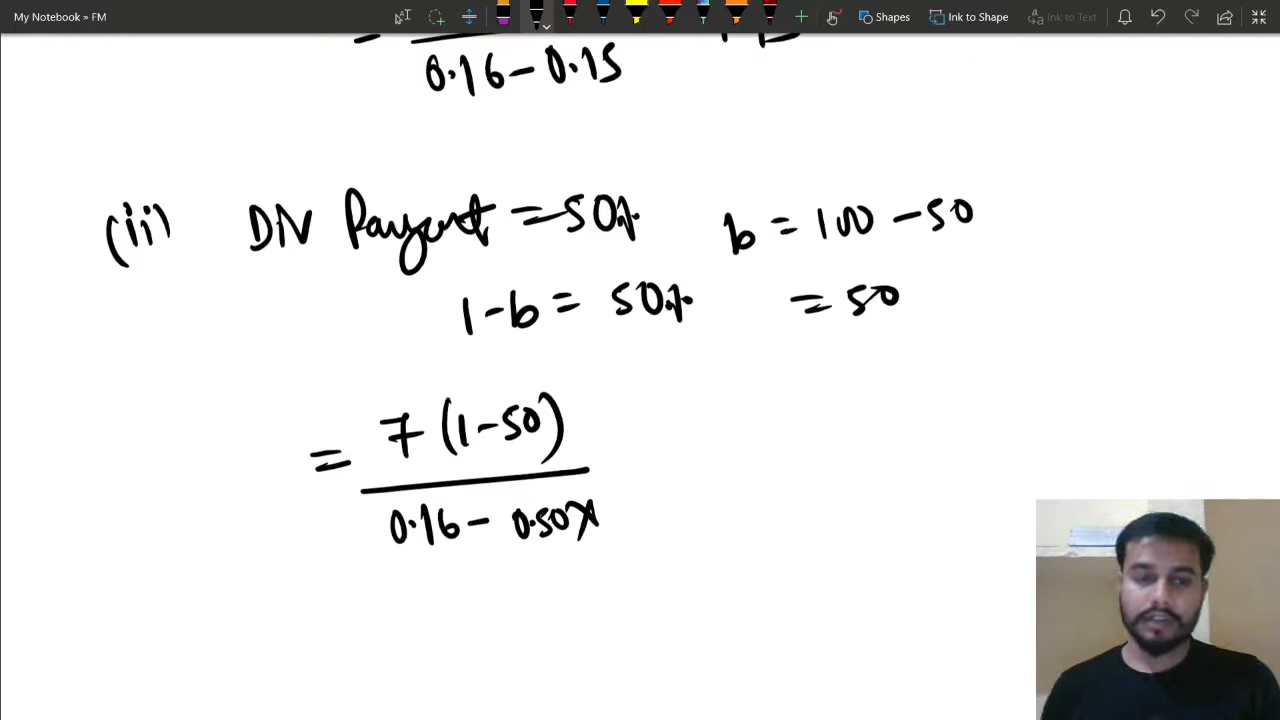 My Notebook » FM
Shapes
Ink to Shape
Ink to Text
=
0.16 - 0.15
(ii) DIV Payout = 50% b = 100 - 50
1 - b = 50% = 50
= 7 (1 - 50)
0.16 - 0.50 x